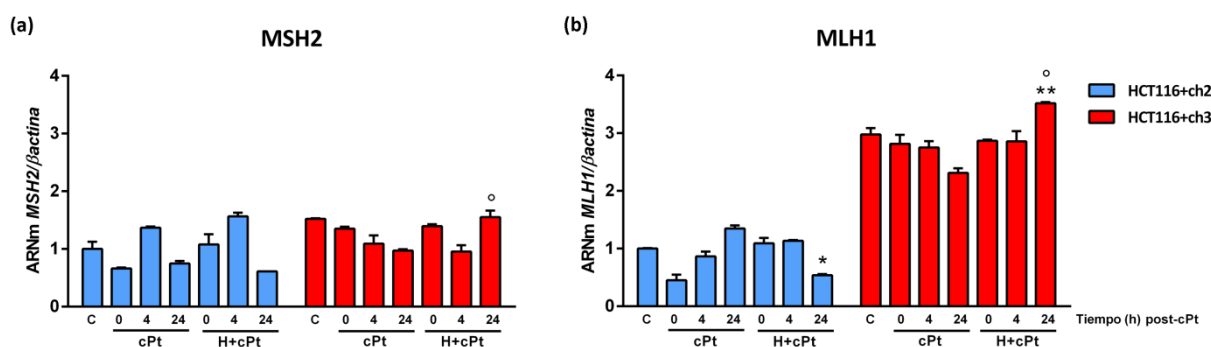 (a)
MSH2
ARNm MSH2/βactina
4
3
2
1
0
C 0 4 24 0 4 24 C 0 4 24 0 4 24
cPt H+cPt cPt H+cPt
°
(b)
MLH1
ARNm MLH1/βactina
4
3
2
1
0
*
°
**
C 0 4 24 0 4 24 C 0 4 24 0 4 24 Tiempo (h) post-cPt
cPt H+cPt cPt H+cPt
HCT116+ch2
HCT116+ch3